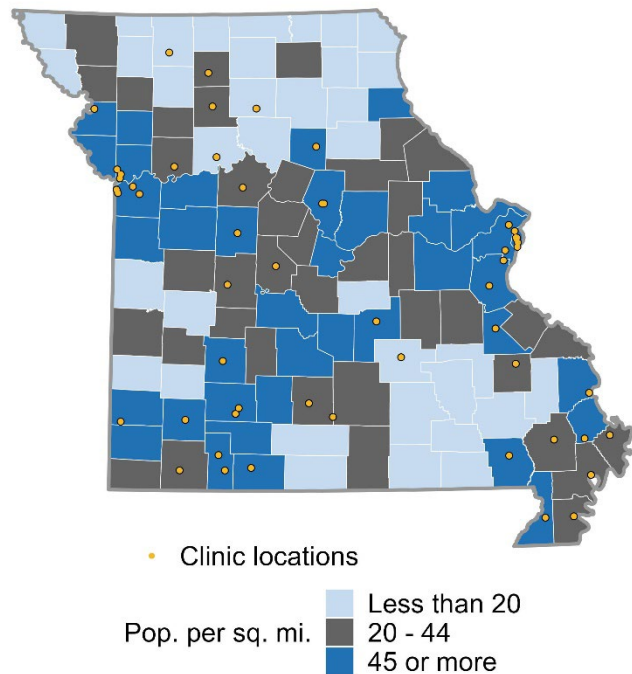 Clinic locations
Less than 20
Pop. per sq. mi. 20 - 44
45 or more